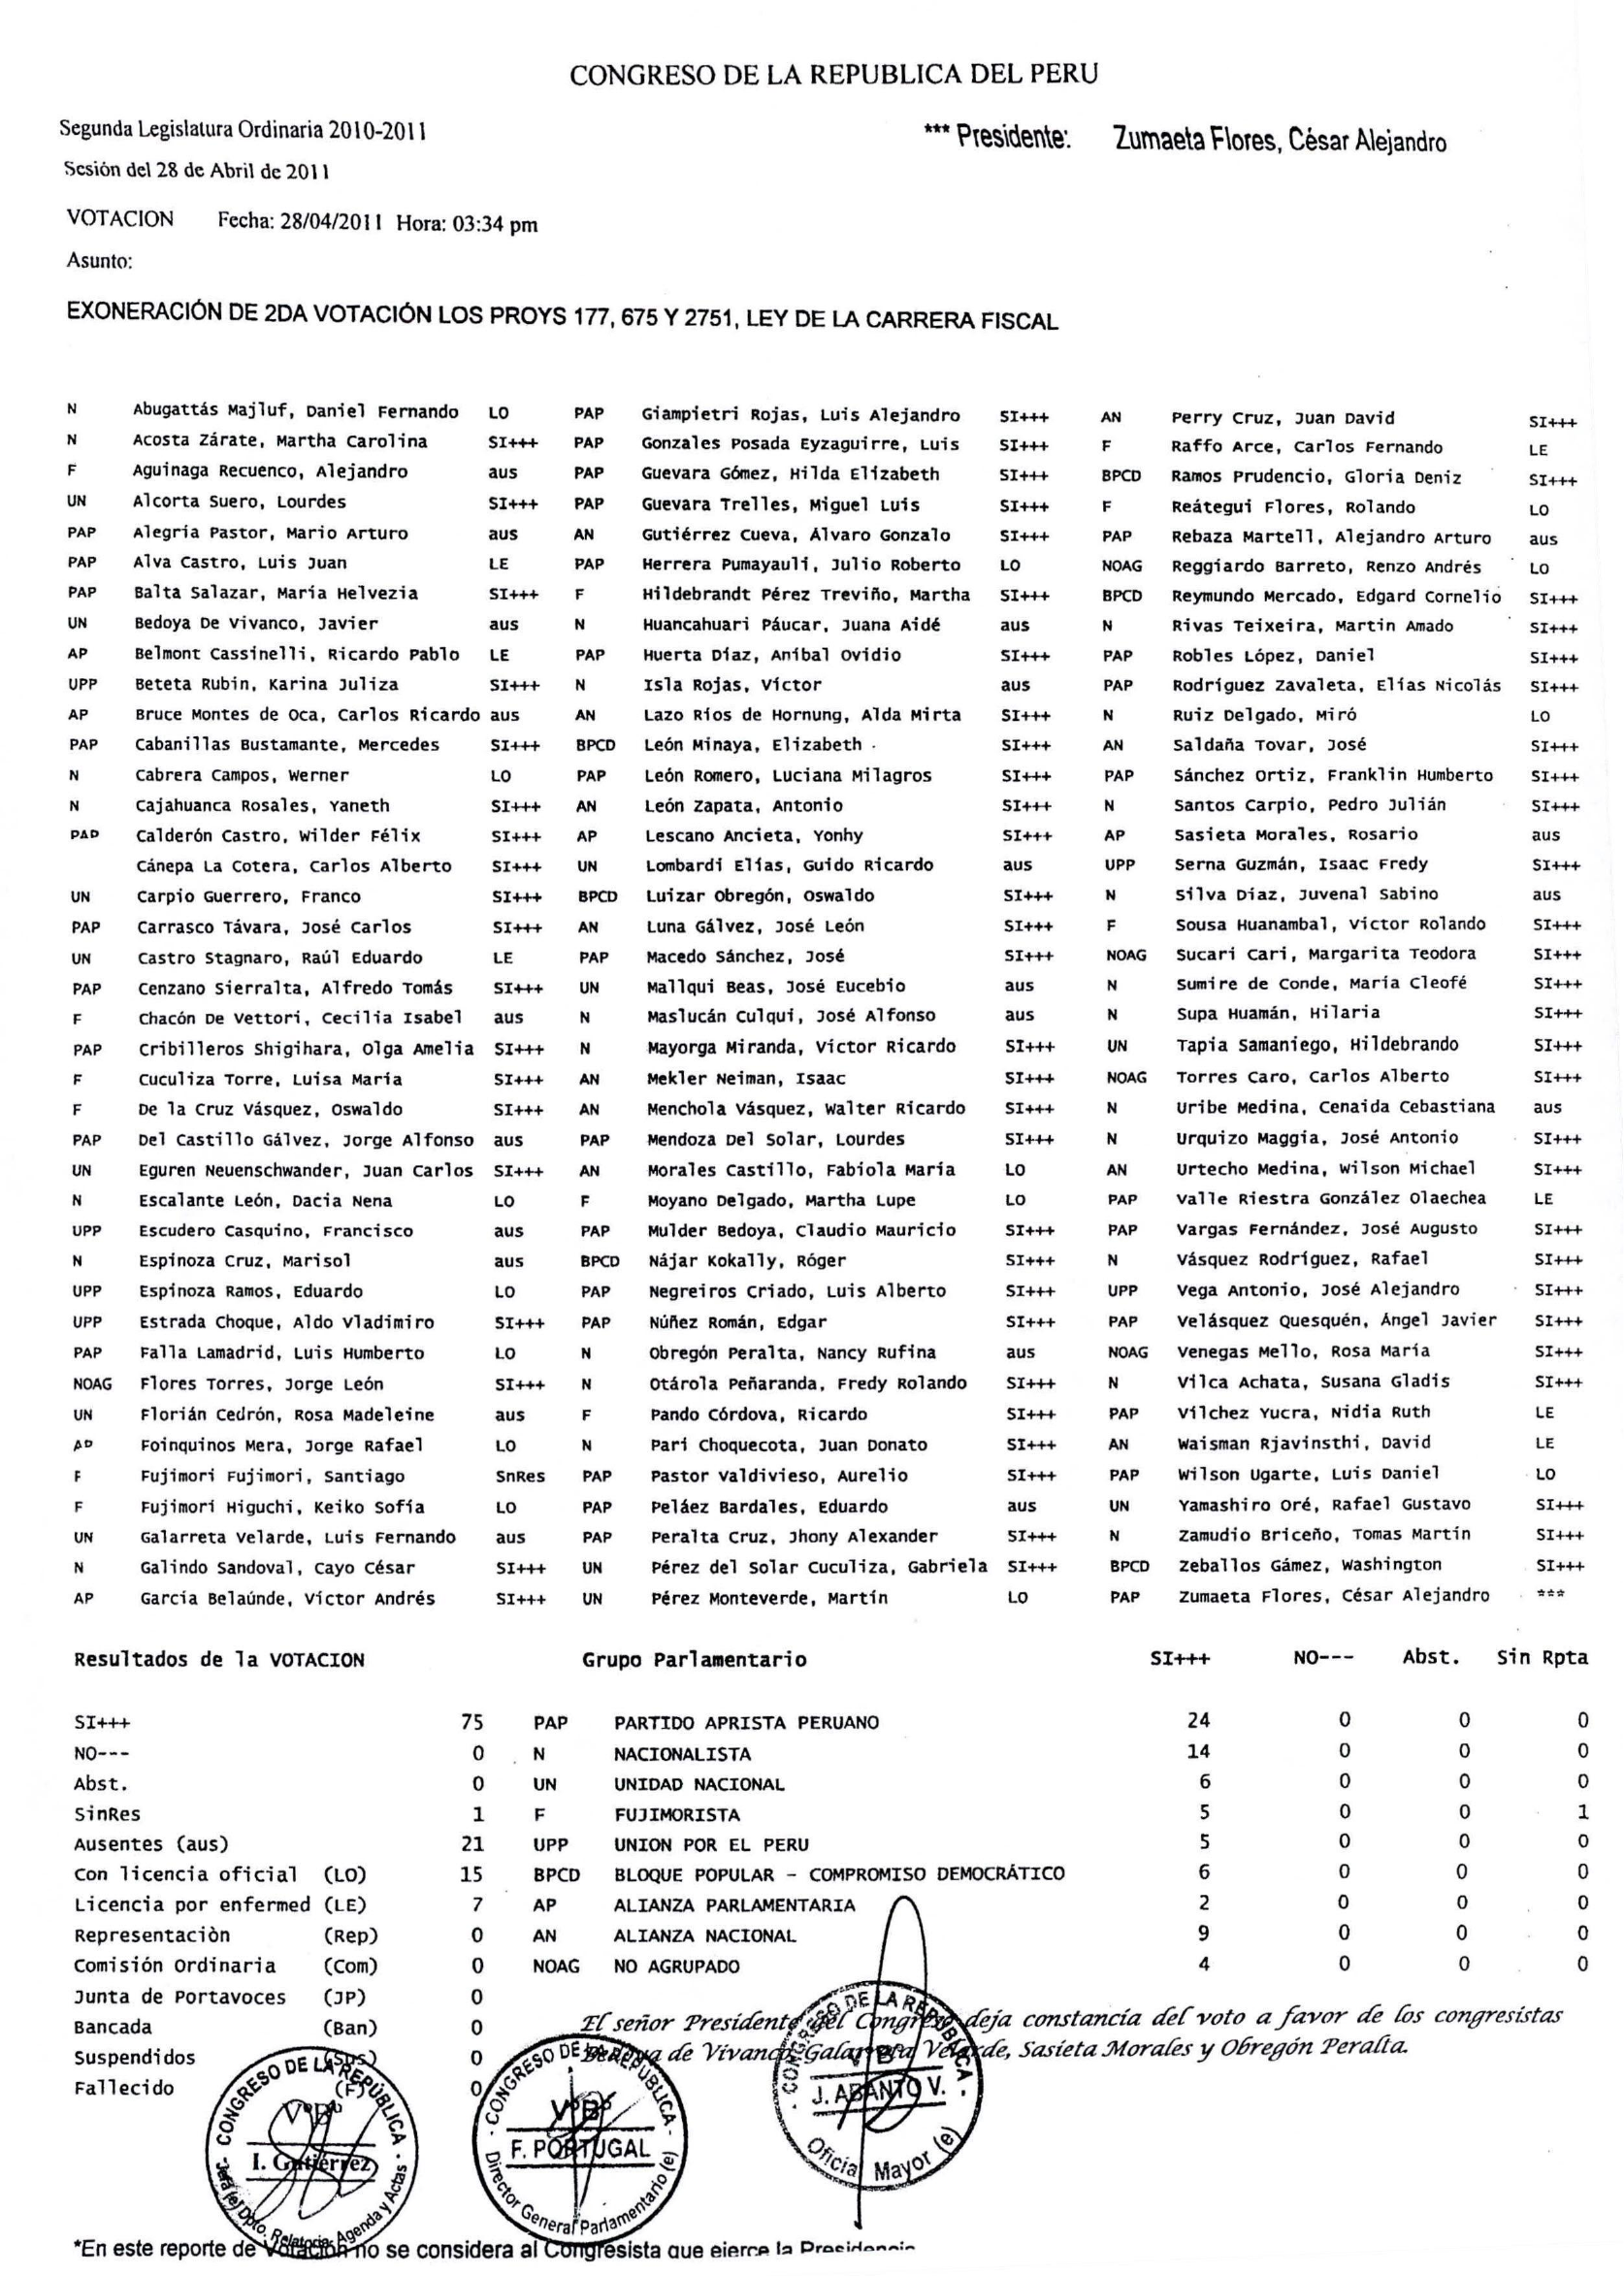 CONGRESO DE LA REPUBLICA DEL PERU
Segunda Legislatura Ordinaria 2010-2011
*** Presidente: Zumaeta Flores, César Alejandro
Sesión del 28 de Abril de 2011
VOTACION Fecha: 28/04/2011 Hora: 03:34 pm
Asunto:
EXONERACIÓN DE 2DA VOTACIÓN LOS PROYS 177, 675 Y 2751, LEY DE LA CARRERA FISCAL
N Abugattás Majluf, Daniel Fernando LO PAP Giampietri Rojas, Luis Alejandro SI+++ AN Perry Cruz, Juan David SI+++
N Acosta Zárate, Martha Carolina SI+++ PAP Gonzales Posada Eyzaguirre, Luis SI+++ F Raffo Arce, Carlos Fernando LE
F Aguinaga Recuenco, Alejandro aus PAP Guevara Gómez, Hilda Elizabeth SI+++ BPCD Ramos Prudencio, Gloria Deniz SI+++
UN Alcorta Suero, Lourdes SI+++ PAP Guevara Trelles, Miguel Luis SI+++ F Reátegui Flores, Rolando LO
PAP Alegría Pastor, Mario Arturo aus AN Gutiérrez Cueva, Álvaro Gonzalo SI+++ PAP Rebaza Martell, Alejandro Arturo aus
PAP Alva Castro, Luis Juan LE PAP Herrera Pumayauli, Julio Roberto LO NOAG Reggiardo Barreto, Renzo Andrés LO
PAP Balta Salazar, María Helvezia SI+++ F Hildebrandt Pérez Treviño, Martha SI+++ BPCD Reymundo Mercado, Edgard Cornelio SI+++
UN Bedoya De Vivanco, Javier aus N Huancahuari Páucar, Juana Aidé aus N Rivas Teixeira, Martin Amado SI+++
AP Belmont Cassinelli, Ricardo Pablo LE PAP Huerta Díaz, Aníbal Ovidio SI+++ PAP Robles López, Daniel SI+++
UPP Beteta Rubin, Karina Juliza SI+++ N Isla Rojas, Víctor aus PAP Rodríguez Zavaleta, Elías Nicolás SI+++
AP Bruce Montes de Oca, Carlos Ricardo aus AN Lazo Ríos de Hornung, Alda Mirta SI+++ N Ruiz Delgado, Miró LO
PAP Cabanillas Bustamante, Mercedes SI+++ BPCD León Minaya, Elizabeth SI+++ AN Saldaña Tovar, José SI+++
N Cabrera Campos, Werner LO PAP León Romero, Luciana Milagros SI+++ PAP Sánchez Ortiz, Franklin Humberto SI+++
N Cajahuanca Rosales, Yaneth SI+++ AN León Zapata, Antonio SI+++ N Santos Carpio, Pedro Julián SI+++
PAP Calderón Castro, Wilder Félix SI+++ AP Lescano Ancieta, Yonhy SI+++ AP Sasieta Morales, Rosario aus
Cánepa La Cotera, Carlos Alberto SI+++ UN Lombardi Elías, Guido Ricardo aus UPP Serna Guzmán, Isaac Fredy SI+++
UN Carpio Guerrero, Franco SI+++ BPCD Luizar Obregón, Oswaldo SI+++ N Silva Díaz, Juvenal Sabino aus
PAP Carrasco Távara, José Carlos SI+++ AN Luna Gálvez, José León SI+++ F Sousa Huanambal, Víctor Rolando SI+++
UN Castro Stagnaro, Raúl Eduardo LE PAP Macedo Sánchez, José SI+++ NOAG Sucari Cari, Margarita Teodora SI+++
PAP Cenzano Sierralta, Alfredo Tomás SI+++ UN Mallqui Beas, José Eucebio aus N Sumire de Conde, María Cleofé SI+++
F Chacón De Vettori, Cecilia Isabel aus N Maslucán Culqui, José Alfonso aus N Supa Huamán, Hilaria SI+++
PAP Cribilleros Shigihara, Olga Amelia SI+++ N Mayorga Miranda, Víctor Ricardo SI+++ UN Tapia Samaniego, Hildebrando SI+++
F Cuculiza Torre, Luisa María SI+++ AN Mekler Neiman, Isaac SI+++ NOAG Torres Caro, Carlos Alberto SI+++
F De la Cruz Vásquez, Oswaldo SI+++ AN Menchola Vásquez, Walter Ricardo SI+++ N Uribe Medina, Cenaida Cebastiana aus
PAP Del Castillo Gálvez, Jorge Alfonso aus PAP Mendoza Del Solar, Lourdes SI+++ N Urquizo Maggia, José Antonio SI+++
UN Eguren Neuenschwander, Juan Carlos SI+++ AN Morales Castillo, Fabiola María LO AN Urtecho Medina, Wilson Michael SI+++
N Escalante León, Dacia Nena LO F Moyano Delgado, Martha Lupe LO PAP Valle Riestra González Olaechea LE
UPP Escudero Casquino, Francisco aus PAP Mulder Bedoya, Claudio Mauricio SI+++ PAP Vargas Fernández, José Augusto SI+++
N Espinoza Cruz, Marisol aus BPCD Nájar Kokally, Róger SI+++ N Vásquez Rodríguez, Rafael SI+++
UPP Espinoza Ramos, Eduardo LO PAP Negreiros Criado, Luis Alberto SI+++ UPP Vega Antonio, José Alejandro SI+++
UPP Estrada Choque, Aldo Vladimiro SI+++ PAP Núñez Román, Edgar SI+++ PAP Velásquez Quesquén, Ángel Javier SI+++
PAP Falla Lamadrid, Luis Humberto LO N Obregón Peralta, Nancy Rufina aus NOAG Venegas Mello, Rosa María SI+++
NOAG Flores Torres, Jorge León SI+++ N Otárola Peñaranda, Fredy Rolando SI+++ N Vilca Achata, Susana Gladis SI+++
UN Florián Cedrón, Rosa Madeleine aus F Pando Córdova, Ricardo SI+++ PAP Vilchez Yucra, Nidia Ruth LE
AP Foinquinos Mera, Jorge Rafael LO N Pari Choquecota, Juan Donato SI+++ AN Waisman Rjavinsthi, David LE
F Fujimori Fujimori, Santiago SnRes PAP Pastor Valdivieso, Aurelio SI+++ PAP Wilson Ugarte, Luis Daniel LO
F Fujimori Higuchi, Keiko Sofía LO PAP Peláez Bardales, Eduardo aus UN Yamashiro Oré, Rafael Gustavo SI+++
UN Galarreta Velarde, Luis Fernando aus PAP Peralta Cruz, Jhony Alexander SI+++ N Zamudio Briceño, Tomas Martín SI+++
N Galindo Sandoval, Cayo César SI+++ UN Pérez del Solar Cuculiza, Gabriela SI+++ BPCD Zeballos Gámez, Washington SI+++
AP García Belaúnde, Víctor Andrés SI+++ UN Pérez Monteverde, Martín LO PAP Zumaeta Flores, César Alejandro ***
Resultados de la VOTACION Grupo Parlamentario SI+++ NO--- Abst. Sin Rpta
SI+++ 75 PAP PARTIDO APRISTA PERUANO 24 0 0 0
NO--- 0 N NACIONALISTA 14 0 0 0
Abst. 0 UN UNIDAD NACIONAL 6 0 0 0
SinRes 1 F FUJIMORISTA 5 0 0 1
Ausentes (aus) 21 UPP UNION POR EL PERU 5 0 0 0
Con licencia oficial (LO) 15 BPCD BLOQUE POPULAR - COMPROMISO DEMOCRÁTICO 6 0 0 0
Licencia por enfermed (LE) 7 AP ALIANZA PARLAMENTARIA 2 0 0 0
Representaciòn (Rep) 0 AN ALIANZA NACIONAL 9 0 0 0
Comisión Ordinaria (Com) 0 NOAG NO AGRUPADO 4 0 0 0
Junta de Portavoces (JP) 0
Bancada (Ban) 0
El señor Presidente del Congreso deja constancia del voto a favor de los congresistas
Bedoya de Vivanco, Galarreta Velarde, Sasieta Morales y Obregón Peralta.
Suspendidos (Sus) 0
Fallecido (F) 0
CONGRESO DE LA REPÚBLICA
VºBº
I. Gutiérrez
Jefa (e) Dpto. Relatoría, Agenda y Actas
CONGRESO DE LA REPUBLICA
VºBº
F. PORTUGAL
Director General Parlamentario (e)
CONGRESO DE LA REPUBLICA
VºBº
J. ABANTO V.
Oficial Mayor (e)
*En este reporte de Votación no se considera al Congresista que ejerce la Presidencia